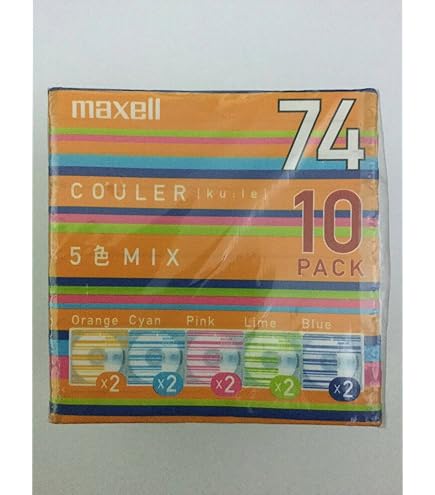 maxell
74
COULER [ku:le]
10
5色MIX
PACK
Orange Cyan Pink Lime Blue
x2 x2 x2 x2 x2